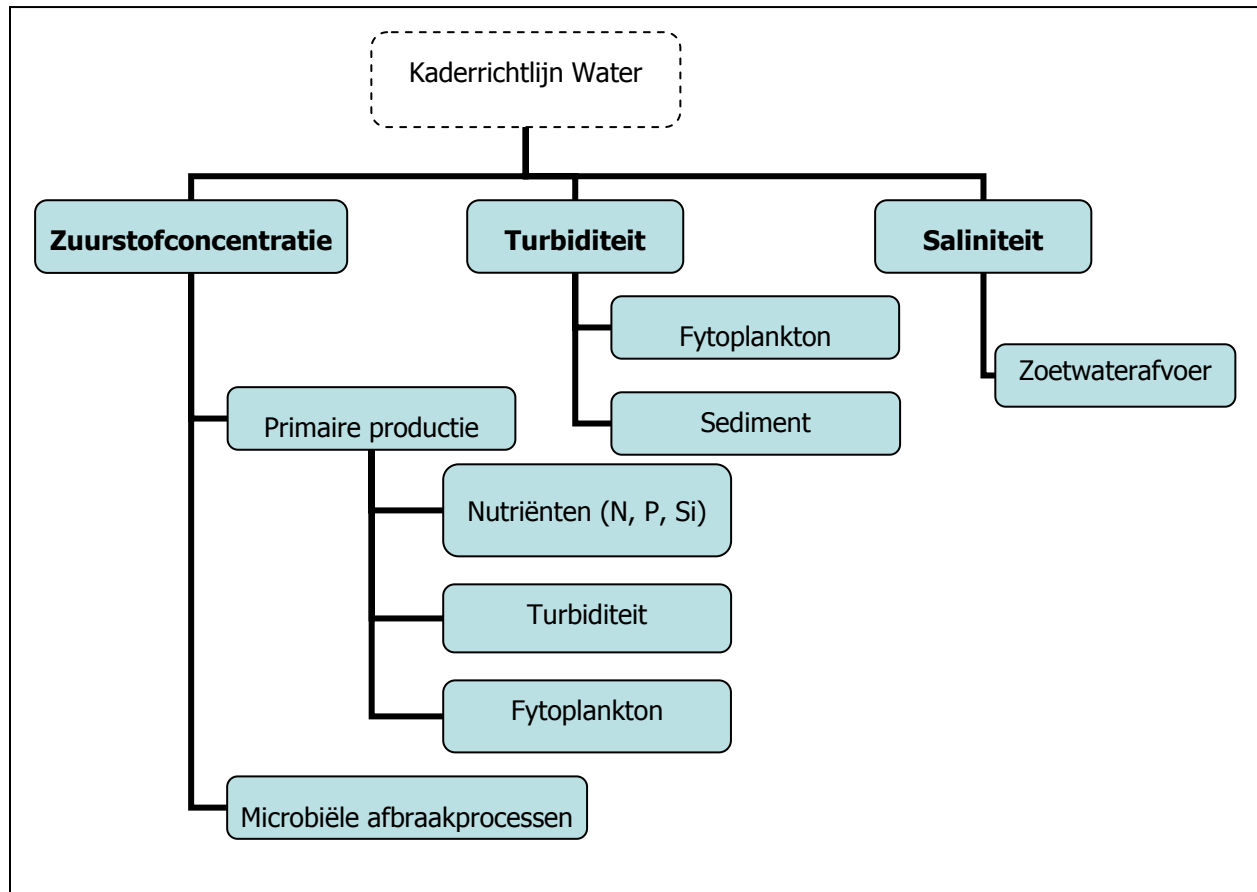 Kaderrichtlijn Water
Zuurstofconcentratie
Turbiditeit
Saliniteit
Fytoplankton
Zoetwaterafvoer
Primaire productie
Sediment
Nutriënten (N, P, Si)
Turbiditeit
Fytoplankton
Microbiële afbraakprocessen